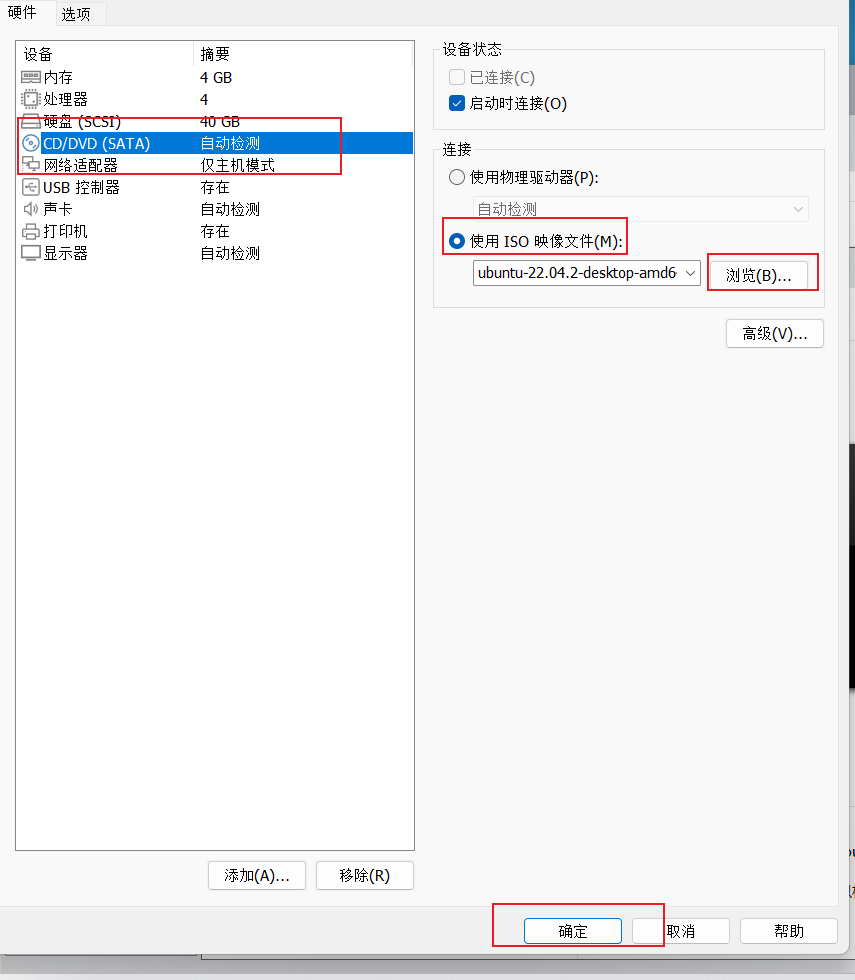 硬件 选项
设备 摘要
内存 4 GB
处理器 4
硬盘 (SCSI) 40 GB
CD/DVD (SATA) 自动检测
网络适配器 仅主机模式
USB 控制器 存在
声卡 自动检测
打印机 存在
显示器 自动检测
添加(A)... 移除(R)
设备状态
已连接(C)
启动时连接(O)
连接
使用物理驱动器(P):
自动检测
使用 ISO 映像文件(M):
ubuntu-22.04.2-desktop-amd6 浏览(B)...
高级(V)...
确定 取消 帮助